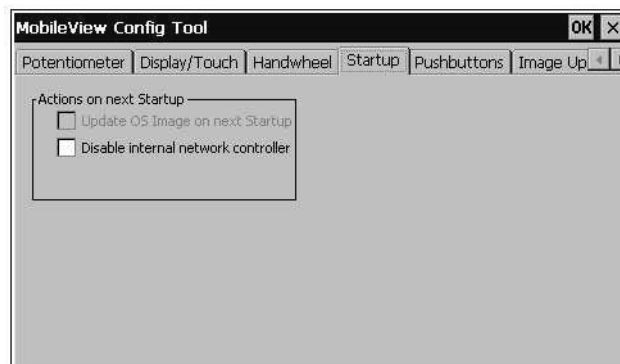 MobileView Config Tool OK ×
Potentiometer Display/Touch Handwheel Startup Pushbuttons Image Up
Actions on next Startup
Update OS Image on next Startup
Disable internal network controller